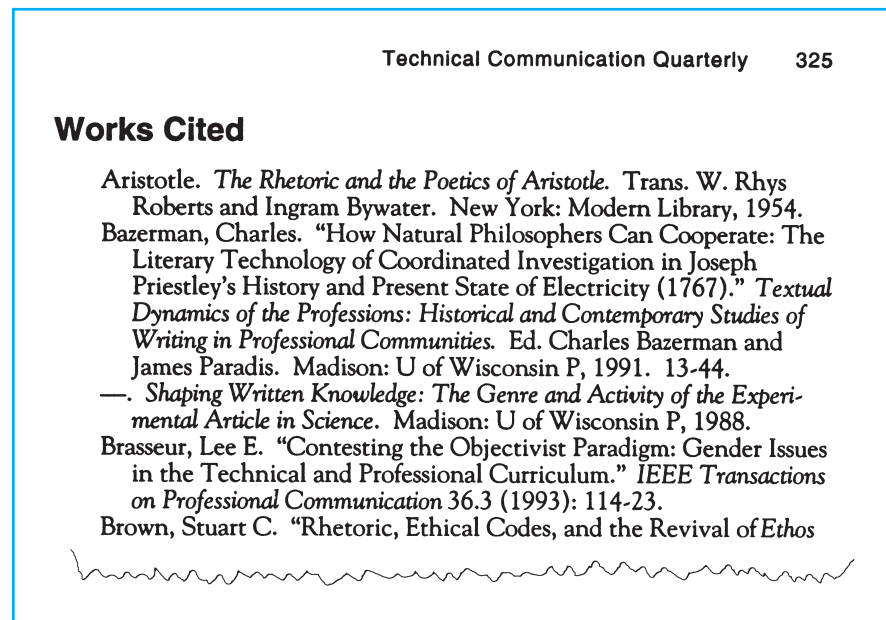 Technical Communication Quarterly 325
Works Cited
Aristotle. The Rhetoric and the Poetics of Aristotle. Trans. W. Rhys
Roberts and Ingram Bywater. New York: Modern Library, 1954.
Bazerman, Charles. “How Natural Philosophers Can Cooperate: The
Literary Technology of Coordinated Investigation in Joseph
Priestley’s History and Present State of Electricity (1767).” Textual
Dynamics of the Professions: Historical and Contemporary Studies of
Writing in Professional Communities. Ed. Charles Bazerman and
James Paradis. Madison: U of Wisconsin P, 1991. 13-44.
—. Shaping Written Knowledge: The Genre and Activity of the Experi-
mental Article in Science. Madison: U of Wisconsin P, 1988.
Brasseur, Lee E. “Contesting the Objectivist Paradigm: Gender Issues
in the Technical and Professional Curriculum.” IEEE Transactions
on Professional Communication 36.3 (1993): 114-23.
Brown, Stuart C. “Rhetoric, Ethical Codes, and the Revival of Ethos